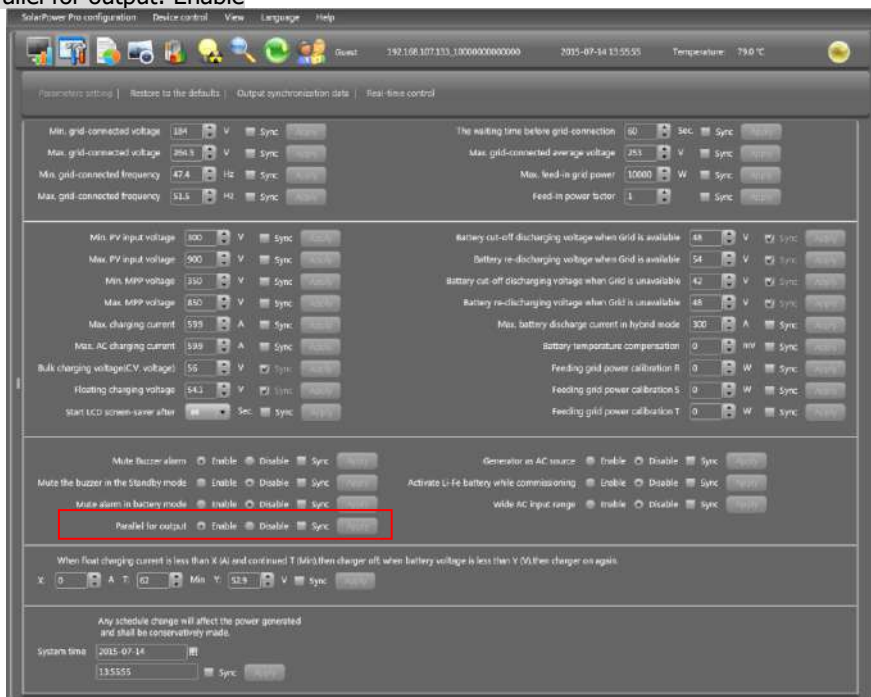 Parallel for output: Enable
SolarPower Pro configuration Device control View Language Help
Guest 192.168.107.133_10000000000000 2015-07-14 13:55:55 Temperature: 79.0 ℃
Parameters setting | Restore to the defaults | Output synchronization data | Real-time control
Min. grid-connected voltage 184 V Sync Apply The waiting time before grid-connection 60 Sec. Sync Apply
Max. grid-connected voltage 264.5 V Sync Apply Max. grid-connected average voltage 253 V Sync Apply
Min. grid-connected frequency 47.4 Hz Sync Apply Max. feed-in grid power 10000 W Sync Apply
Max. grid-connected frequency 51.5 Hz Sync Apply Feed-in power factor 1 Sync Apply
Min. PV input voltage 300 V Sync Apply Battery cut-off discharging voltage when Grid is available 48 V Sync Apply
Max. PV input voltage 900 V Sync Apply Battery re-discharging voltage when Grid is available 54 V Sync Apply
Min. MPP voltage 350 V Sync Apply Battery cut-off discharging voltage when Grid is unavailable 42 V Sync Apply
Max. MPP voltage 850 V Sync Apply Battery re-discharging voltage when Grid is unavailable 48 V Sync Apply
Max. charging current 59.9 A Sync Apply Max. battery discharge current in hybrid mode 300 A Sync Apply
Max. AC charging current 59.9 A Sync Apply Battery temperature compensation 0 mV Sync Apply
Bulk charging voltage(C.V. voltage) 56 V Sync Apply Feeding grid power calibration R 0 W Sync Apply
Floating charging voltage 54.1 V Sync Apply Feeding grid power calibration S 0 W Sync Apply
Start LCD screen-saver after Sec. Sync Apply Feeding grid power calibration T 0 W Sync Apply
Mute Buzzer alarm Enable Disable Sync Apply Generator as AC source Enable Disable Sync Apply
Mute the buzzer in the Standby mode Enable Disable Sync Apply Activate Li-Fe battery while commissioning Enable Disable Sync Apply
Mute alarm in battery mode Enable Disable Sync Apply Wide AC input range Enable Disable Sync Apply
Parallel for output Enable Disable Sync Apply
When float charging current is less than X (A) and continued T (Min),then charger off, when battery voltage is less than Y (V),then charger on again.
X: 0 A T: 62 Min Y: 52.9 V Sync Apply
Any schedule change will affect the power generated
and shall be conservatively made.
System time 2015-07-14
13:55:55 Sync Apply